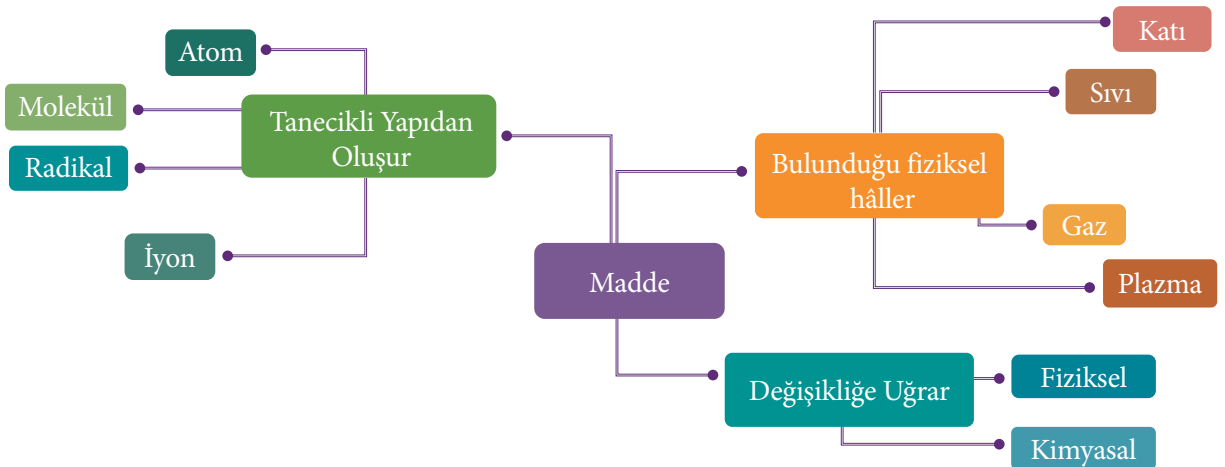 Atom
Molekül
Radikal
İyon
Tanecikli Yapıdan
Oluşur
Madde
Bulunduğu fiziksel
hâller
Katı
Sıvı
Gaz
Plazma
Değişikliğe Uğrar
Fiziksel
Kimyasal